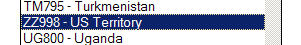 TM795 - Turkmenistan
ZZ998 - US Territory
UG800 - Uganda